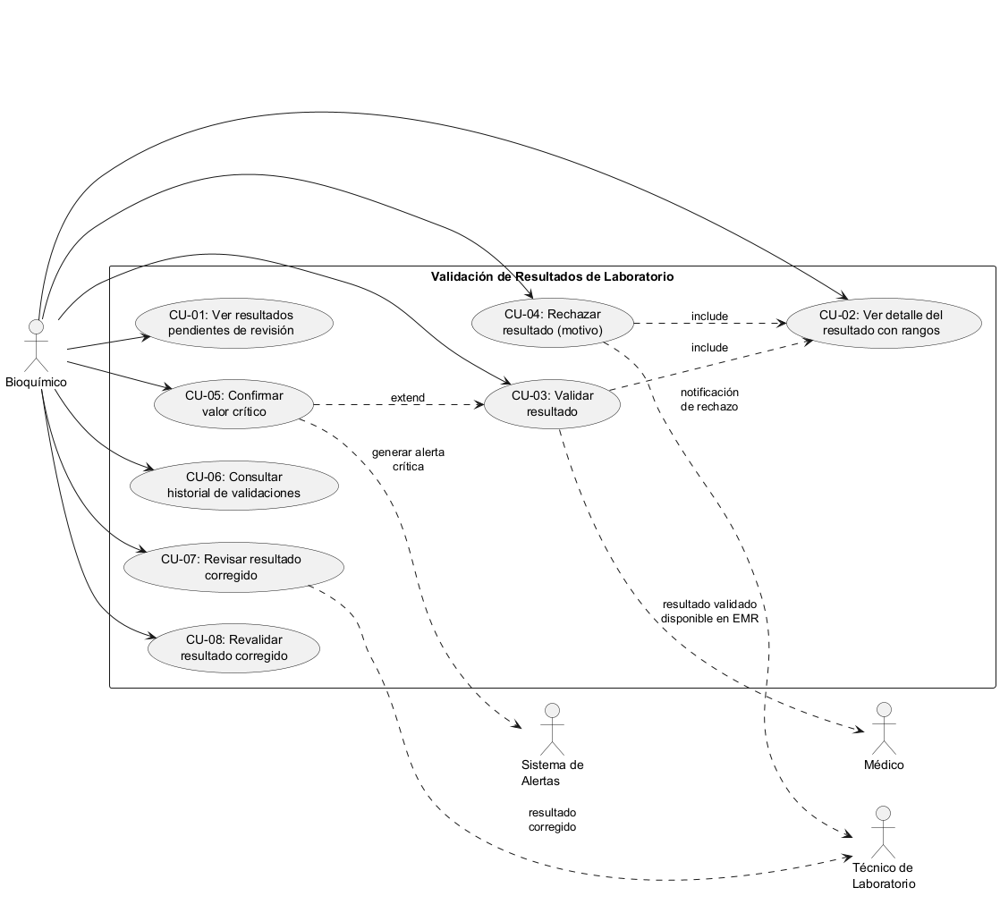 Validación de Resultados de Laboratorio
CU-01: Ver resultados
pendientes de revisión
CU-04: Rechazar
resultado (motivo)
include
CU-02: Ver detalle del
resultado con rangos
include
Bioquímico
CU-05: Confirmar
valor crítico
extend
CU-03: Validar
resultado
notificación
de rechazo
generar alerta
crítica
CU-06: Consultar
historial de validaciones
CU-07: Revisar resultado
corregido
resultado validado
disponible en EMR
CU-08: Revalidar
resultado corregido
Sistema de
Alertas
Médico
resultado
corregido
Técnico de
Laboratorio